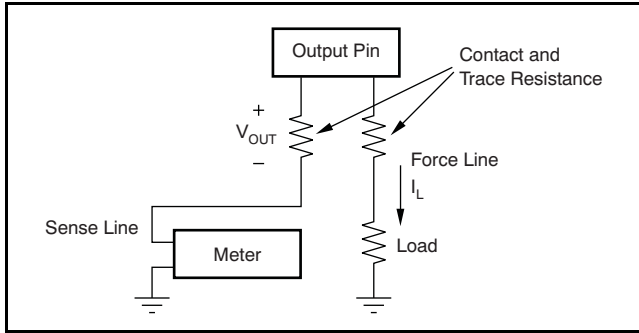 Output Pin
Contact and
Trace Resistance
+
VOUT
–
Force Line
IL
Sense Line
Meter
Load